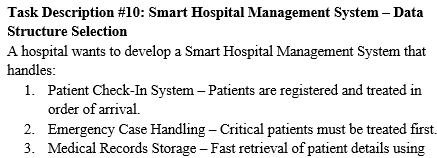 Task Description #10: Smart Hospital Management System – Data
Structure Selection
A hospital wants to develop a Smart Hospital Management System that
handles:
1. Patient Check-In System – Patients are registered and treated in
order of arrival.
2. Emergency Case Handling – Critical patients must be treated first.
3. Medical Records Storage – Fast retrieval of patient details using